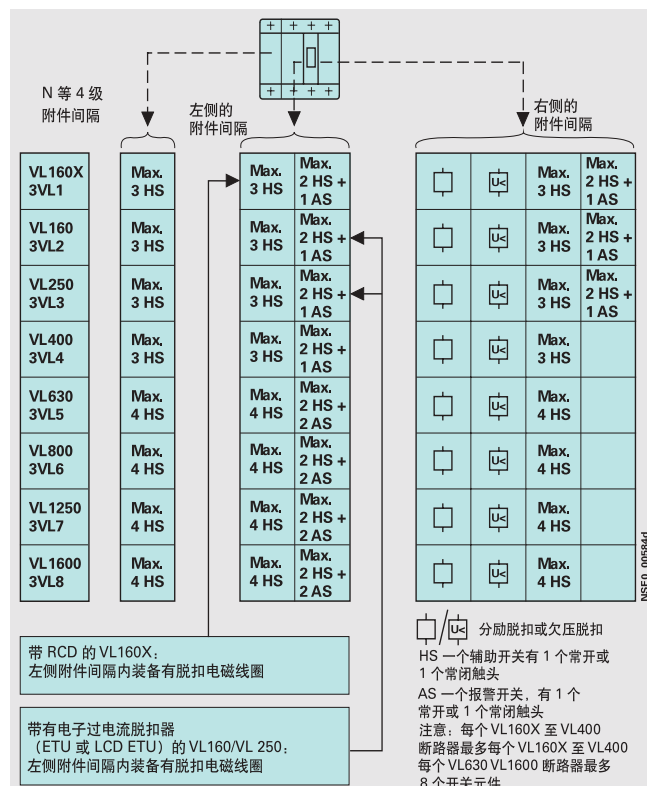 N 等 4 级
附件间隔
左侧的
附件间隔
右侧的
附件间隔
VL160X
3VL1
Max.
3 HS
Max.
3 HS
Max.
2 HS +
1 AS
U<
Max.
3 HS
Max.
2 HS +
1 AS
VL160
3VL2
Max.
3 HS
Max.
3 HS
Max.
2 HS +
1 AS
U<
Max.
3 HS
Max.
2 HS +
1 AS
VL250
3VL3
Max.
3 HS
Max.
3 HS
Max.
2 HS +
1 AS
U<
Max.
3 HS
Max.
2 HS +
1 AS
VL400
3VL4
Max.
3 HS
Max.
3 HS
Max.
2 HS +
1 AS
U<
Max.
3 HS
VL630
3VL5
Max.
4 HS
Max.
4 HS
Max.
2 HS +
2 AS
U<
Max.
4 HS
VL800
3VL6
Max.
4 HS
Max.
4 HS
Max.
2 HS +
2 AS
U<
Max.
4 HS
VL1250
3VL7
Max.
4 HS
Max.
4 HS
Max.
2 HS +
2 AS
U<
Max.
4 HS
VL1600
3VL8
Max.
4 HS
Max.
4 HS
Max.
2 HS +
2 AS
U<
Max.
4 HS
NSE0_00584d
带 RCD 的 VL160X：
左侧附件间隔内装备有脱扣电磁线圈
带有电子过电流脱扣器
（ETU 或 LCD ETU）的 VL160/VL 250：
左侧附件间隔内装备有脱扣电磁线圈
/ U< 分励脱扣或欠压脱扣
HS 一个辅助开关有 1 个常开或
1 个常闭触头
AS 一个报警开关，有 1 个
常开或 1 个常闭触头
注意：每个 VL160X 至 VL400
断路器最多每个 VL160X 至 VL400
每个 VL630 VL1600 断路器最多
8 个开关元件